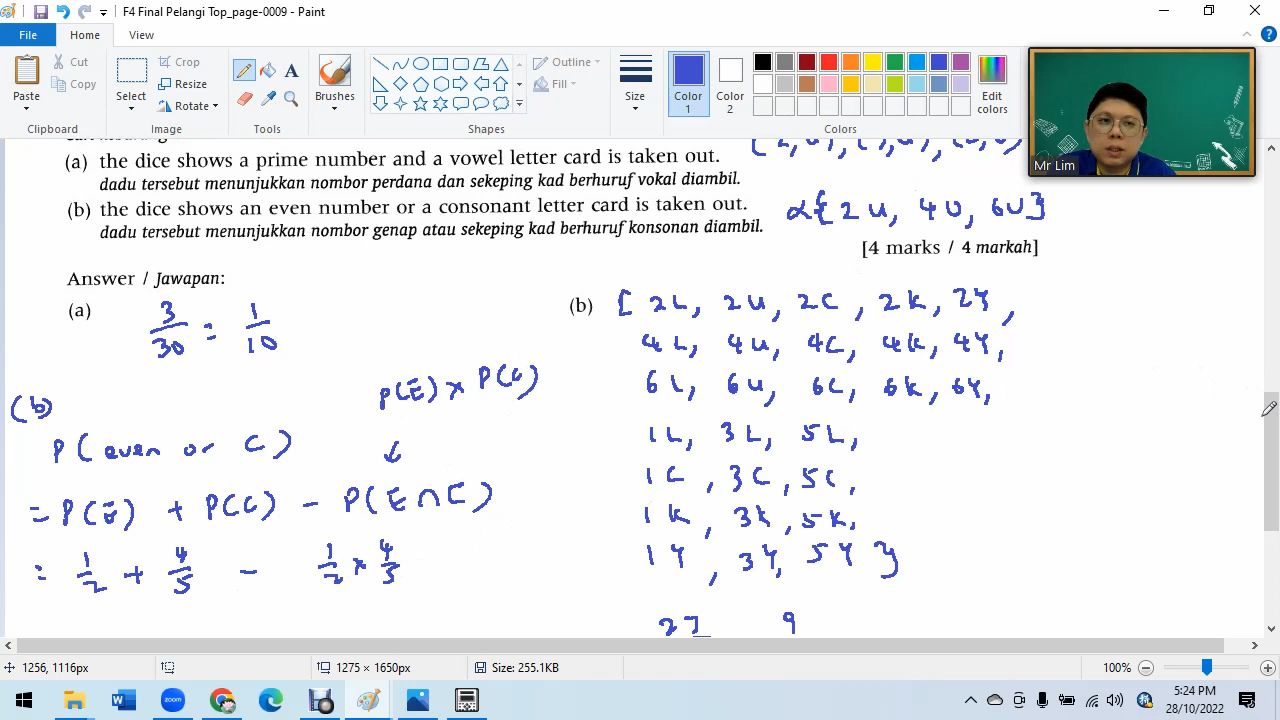 F4 Final Pelangi Top_page-0009 - Paint
File Home View
Paste
Cut
Copy
Clipboard
Select
Crop
Resize
Rotate
Image
Tools
Brushes
Shapes
Outline
Fill
Size
Color 1
Color 2
Edit colors
Colors
Mr Lim
(a) the dice shows a prime number and a vowel letter card is taken out.
dadu tersebut menunjukkan nombor perdana dan sekeping kad berhuruf vokal diambil.
(b) the dice shows an even number or a consonant letter card is taken out.
dadu tersebut menunjukkan nombor genap atau sekeping kad berhuruf konsonan diambil.
{2U, 4U, 6U}
[4 marks / 4 markah]
Answer / Jawapan:
(a) 3/30 = 1/10
(b) { 2L, 2U, 2C, 2K, 2Y,
4L, 4U, 4C, 4K, 4Y,
6L, 6U, 6C, 6K, 6Y,
1L, 3L, 5L,
1C, 3C, 5C,
1K, 3K, 5K,
1Y, 3Y, 5Y }
27 9
(b)
P(E) × P(C)
↓
P(even or C)
= P(E) + P(C) - P(E∩C)
= 1/2 + 4/5 - 1/2 × 4/5
1256, 1116px
1275 × 1650px
Size: 255.1KB
100%
5:24 PM
28/10/2022